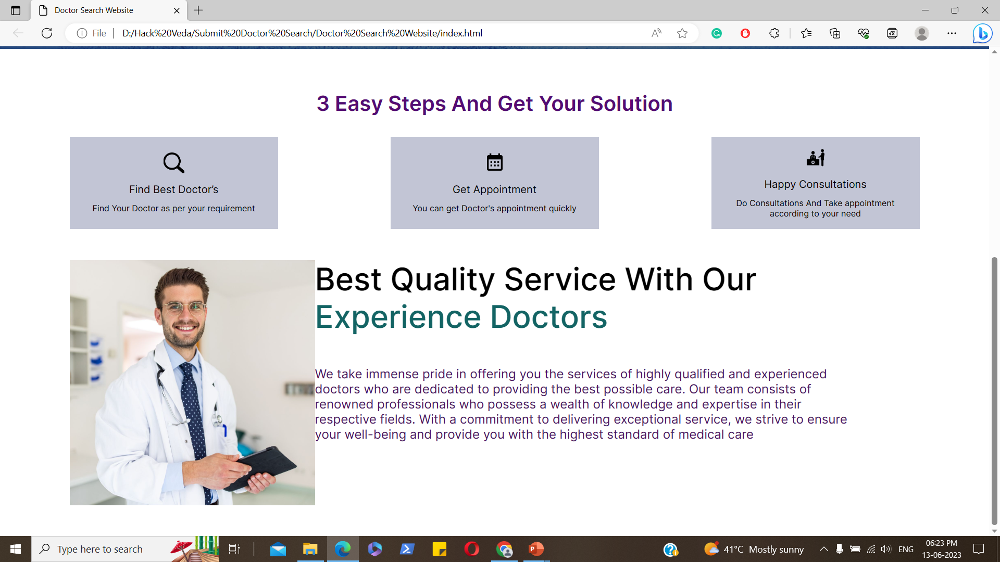 Doctor Search Website
File
D:/Hack%20Veda/Submit%20Doctor%20Search/Doctor%20Search%20Website/index.html
3 Easy Steps And Get Your Solution
Find Best Doctor’s
Find Your Doctor as per your requirement
Get Appointment
You can get Doctor's appointment quickly
Happy Consultations
Do Consultations And Take appointment
according to your need
Best Quality Service With Our
Experience Doctors
We take immense pride in offering you the services of highly qualified and experienced
doctors who are dedicated to providing the best possible care. Our team consists of
renowned professionals who possess a wealth of knowledge and expertise in their
respective fields. With a commitment to delivering exceptional service, we strive to ensure
your well-being and provide you with the highest standard of medical care
Type here to search
41°C Mostly sunny
ENG
06:23 PM
13-06-2023